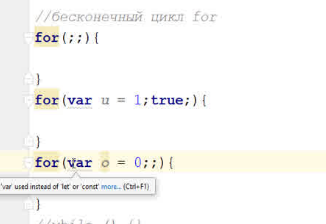 //бесконечный цикл for
for(;;){
}
for(var u = 1;true;){
}
for(var o = 0;;){
'var' used instead of 'let' or 'const' more... (Ctrl+F1)
}
//while () {}